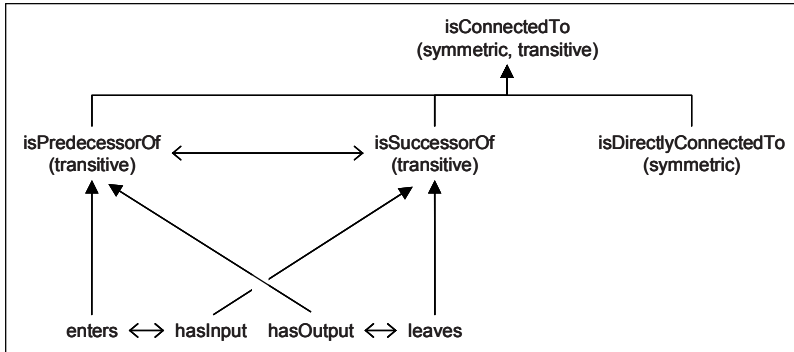 isConnectedTo
(symmetric, transitive)
isPredecessorOf
(transitive)
isSuccessorOf
(transitive)
isDirectlyConnectedTo
(symmetric)
enters hasInput hasOutput leaves